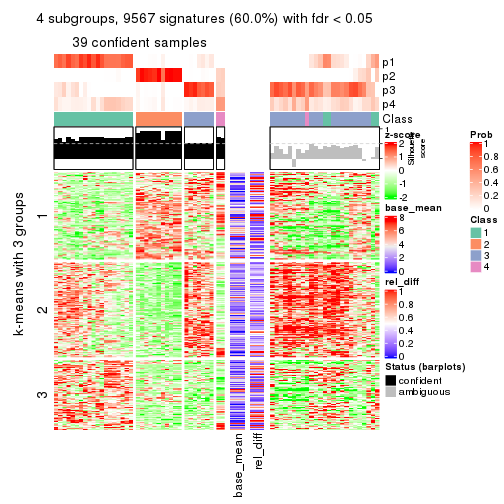 4 subgroups, 9567 signatures (60.0%) with fdr < 0.05
39 confident samples
p1
p2
p3
p4
Class
1
Silhouette
score
z-score
2
1
0
-1
-2
base_mean
8
6
4
2
0
rel_diff
1
0.8
0.6
0.4
0.2
0
Prob
1
0.8
0.6
0.4
0.2
0
Class
1
2
3
4
Status (barplots)
confident
ambiguous
k-means with 3 groups
1
2
3
base_mean
rel_diff